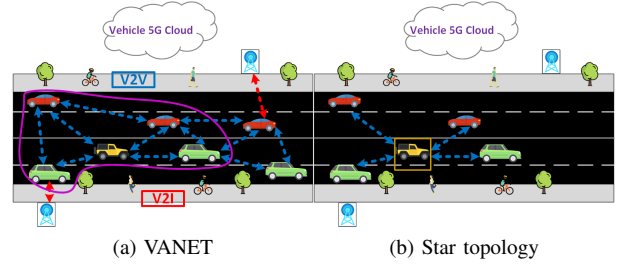 Vehicle 5G Cloud
Vehicle 5G Cloud
V2V
V2I
(a) VANET
(b) Star topology